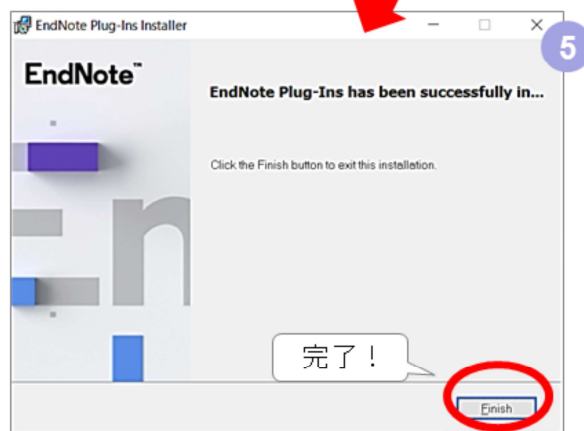 EndNote Plug-Ins Installer
5
EndNote™
EndNote Plug-Ins has been successfully in...
Click the Finish button to exit this installation.
完了！
Finish